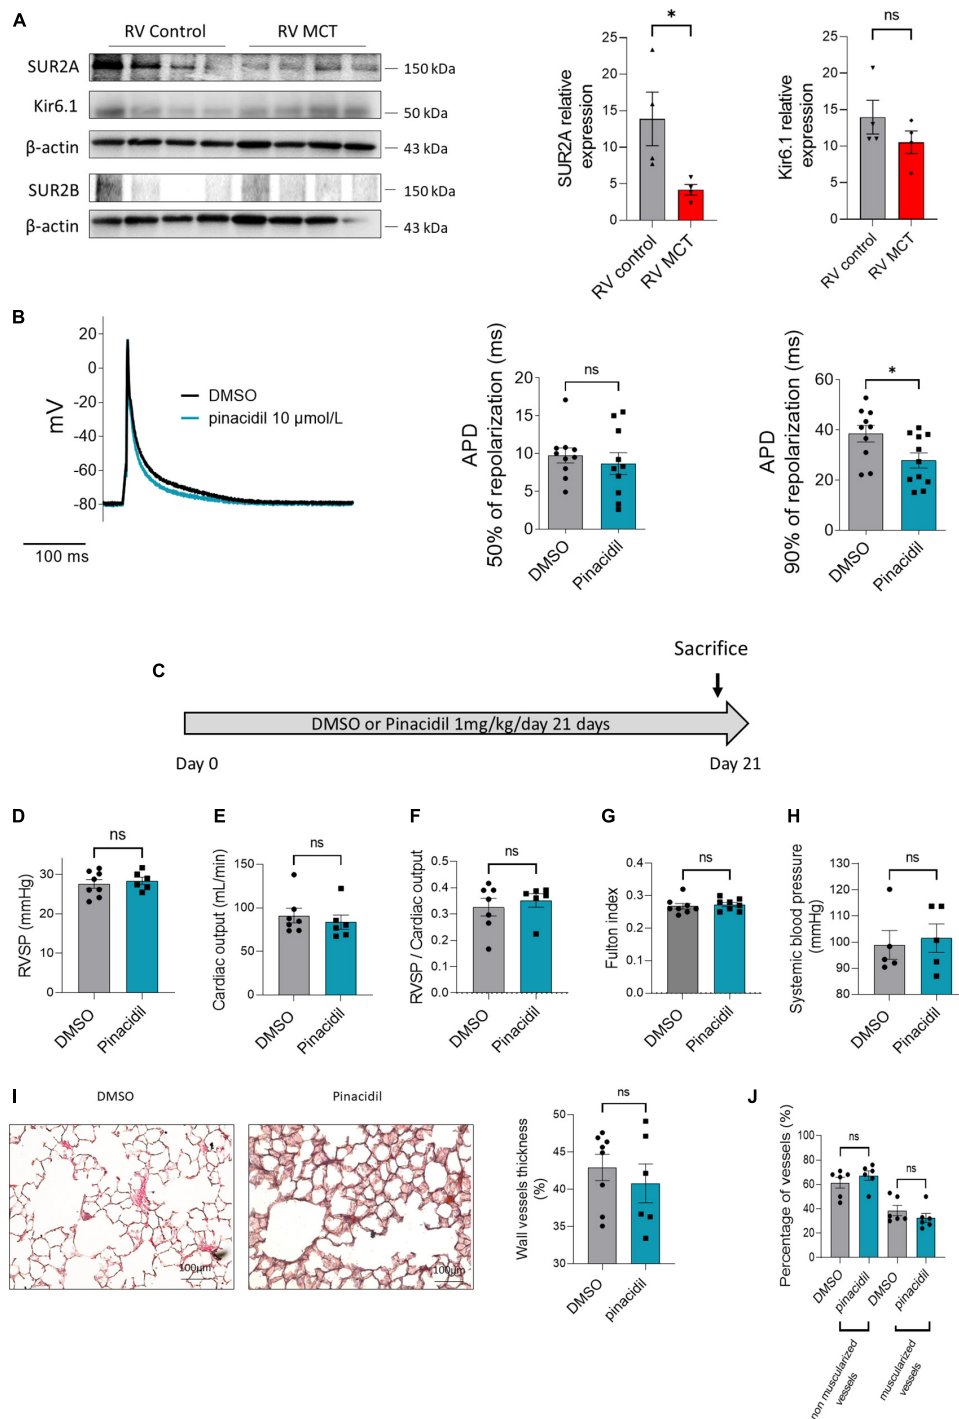 A
RV Control
RV MCT
SUR2A
150 kDa
Kir6.1
50 kDa
β-actin
43 kDa
SUR2B
150 kDa
β-actin
43 kDa
SUR2A relative
expression
25
20
15
10
5
0
*
RV control
RV MCT
Kir6.1 relative
expression
25
20
15
10
5
0
ns
RV control
RV MCT
B
mV
20
0
-20
-40
-60
-80
DMSO
pinacidil 10 µmol/L
100 ms
APD
50% of repolarization (ms)
20
15
10
5
0
ns
DMSO
Pinacidil
APD
90% of repolarization (ms)
60
40
20
0
*
DMSO
Pinacidil
C
Sacrifice
DMSO or Pinacidil 1mg/kg/day 21 days
Day 0
Day 21
D
RVSP (mmHg)
30
20
10
0
ns
DMSO
Pinacidil
E
Cardiac output (mL/min)
150
100
50
0
ns
DMSO
Pinacidil
F
RVSP / Cardiac output
0.5
0.4
0.3
0.2
0.1
0.0
ns
DMSO
Pinacidil
G
Fulton index
0.4
0.3
0.2
0.1
0.0
ns
DMSO
Pinacidil
H
Systemic blood pressure
(mmHg)
130
120
110
100
90
80
ns
DMSO
Pinacidil
I
DMSO
100µm
Pinacidil
100µm
Wall vessels thickness
(%)
50
45
40
35
30
ns
DMSO
pinacidil
J
Percentage of vessels (%)
100
80
60
40
20
0
ns
ns
DMSO
pinacidil
DMSO
pinacidil
non muscularized
vessels
muscularized
vessels